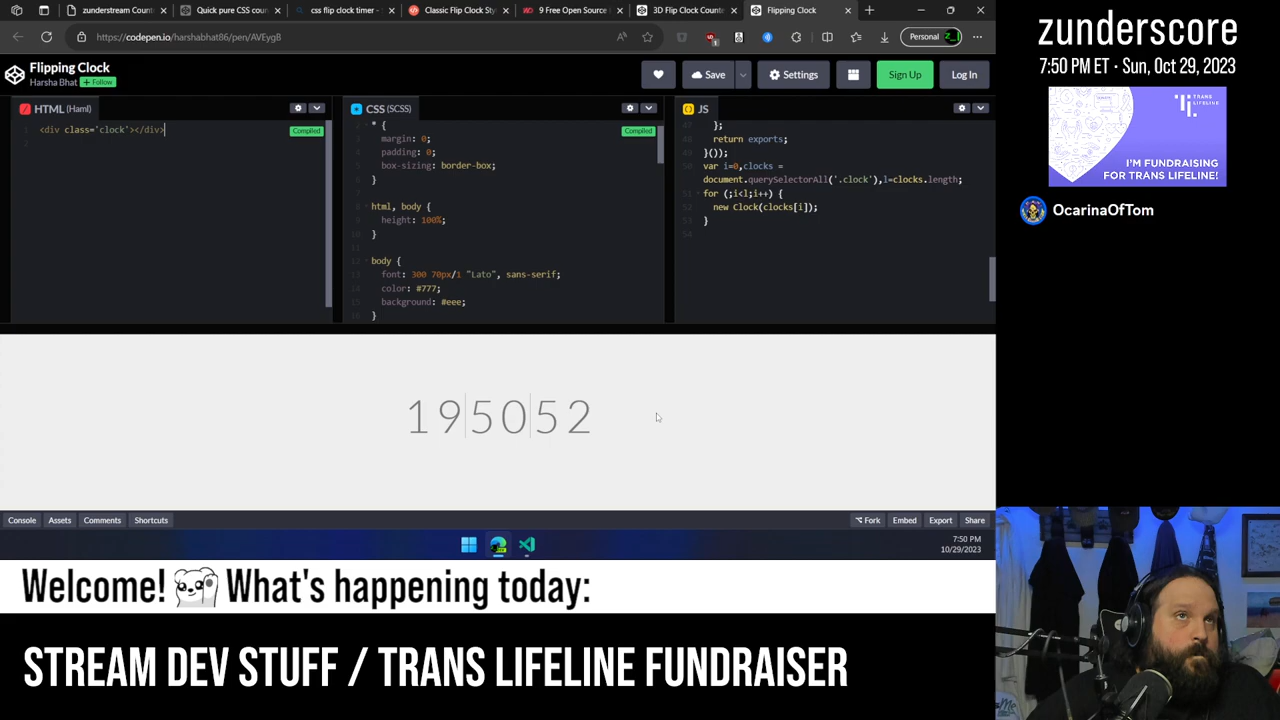 zunderstream Count
Quick pure CSS coun
css flip clock timer -
Classic Flip Clock Sty
9 Free Open Source
3D Flip Clock Counte
Flipping Clock
https://codepen.io/harshabhat86/pen/AVEygB
Personal
Flipping Clock
Harsha Bhat
+ Follow
Save
Settings
Sign Up
Log In
HTML (Haml)
CSS (SCSS)
JS
1 <div class='clock'></div>
2
Compiled
* {
margin: 0;
padding: 0;
box-sizing: border-box;
}
html, body {
height: 100%;
}
body {
font: 300 70px/1 "Lato", sans-serif;
color: #777;
background: #eee;
}
Compiled
};
return exports;
}());
var i=0,clocks =
document.querySelectorAll('.clock'),l=clocks.length;
for (;i<l;i++) {
new Clock(clocks[i]);
}
195052
Console
Assets
Comments
Shortcuts
Fork
Embed
Export
Share
7:50 PM
10/29/2023
zunderscore
7:50 PM ET · Sun, Oct 29, 2023
TRANS
LIFELINE
I'M FUNDRAISING
FOR TRANS LIFELINE!
OcarinaOfTom
Welcome! What's happening today:
STREAM DEV STUFF / TRANS LIFELINE FUNDRAISER